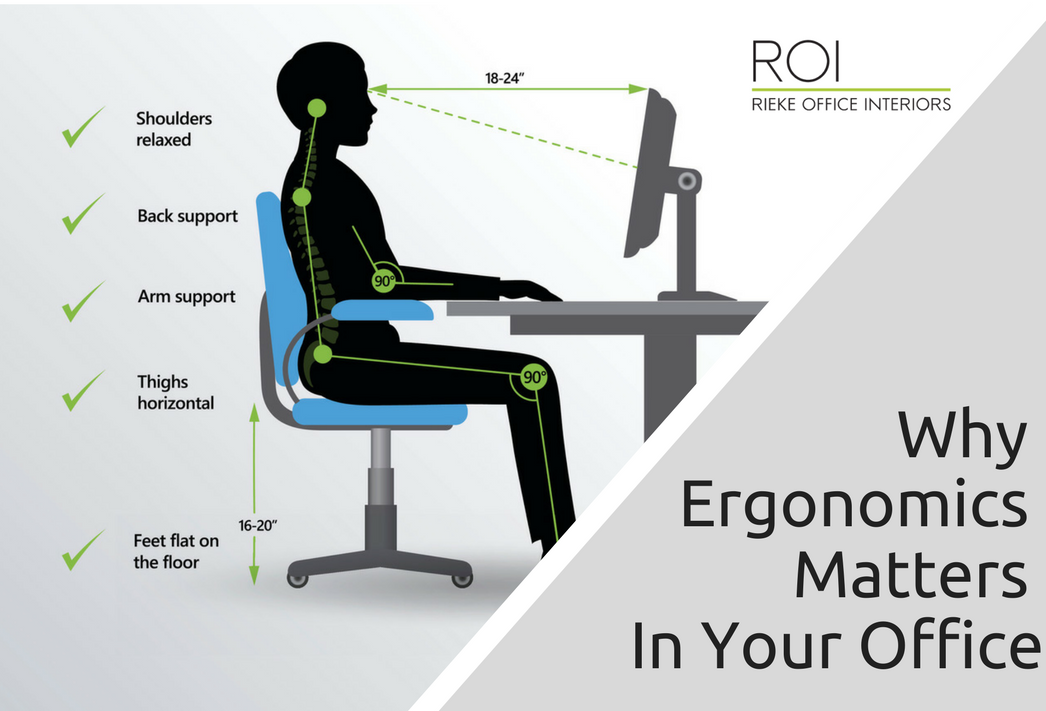 ROI
RIEKE OFFICE INTERIORS
18-24"
Shoulders
relaxed
Back support
Arm support
90°
Thighs
horizontal
90°
16-20"
Feet flat on
the floor
Why
Ergonomics
Matters
In Your Office